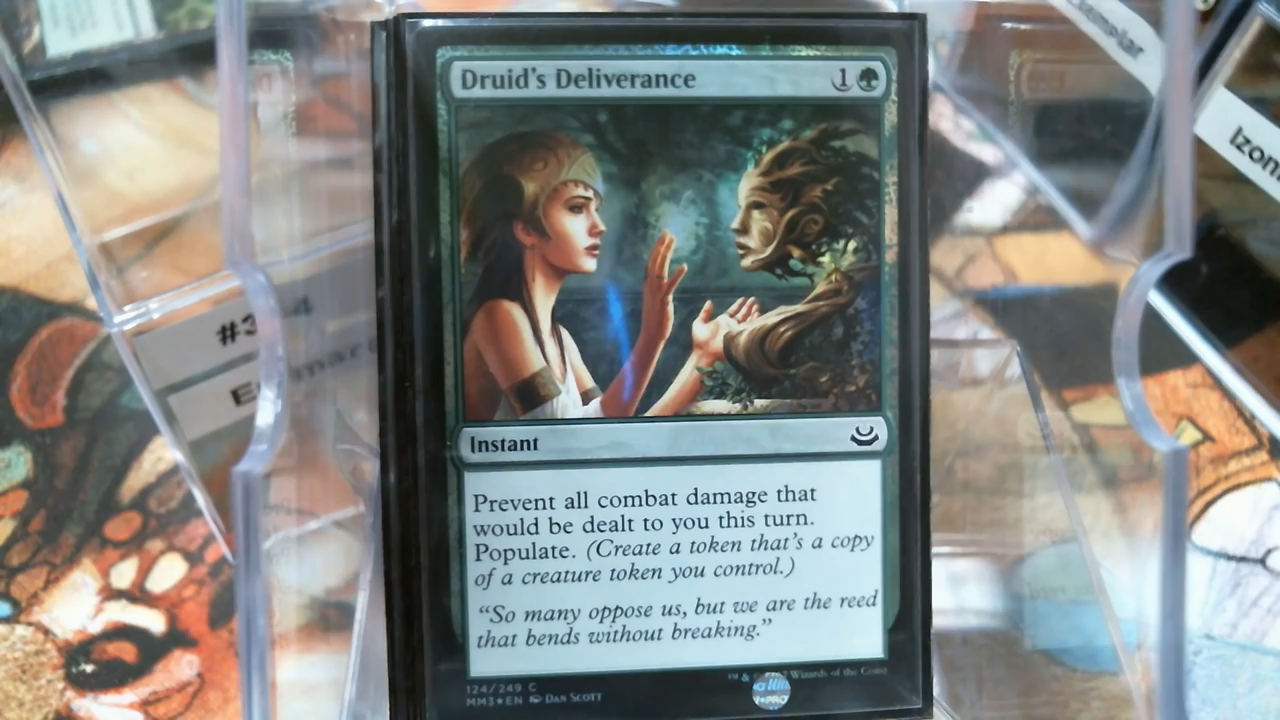 Druid's Deliverance 1
Instant
Prevent all combat damage that
would be dealt to you this turn.
Populate. (Create a token that's a copy
of a creature token you control.)
"So many oppose us, but we are the reed
that bends without breaking."
124/249 C
MM3★EN Dan Scott
™ & Wizards of the Coast